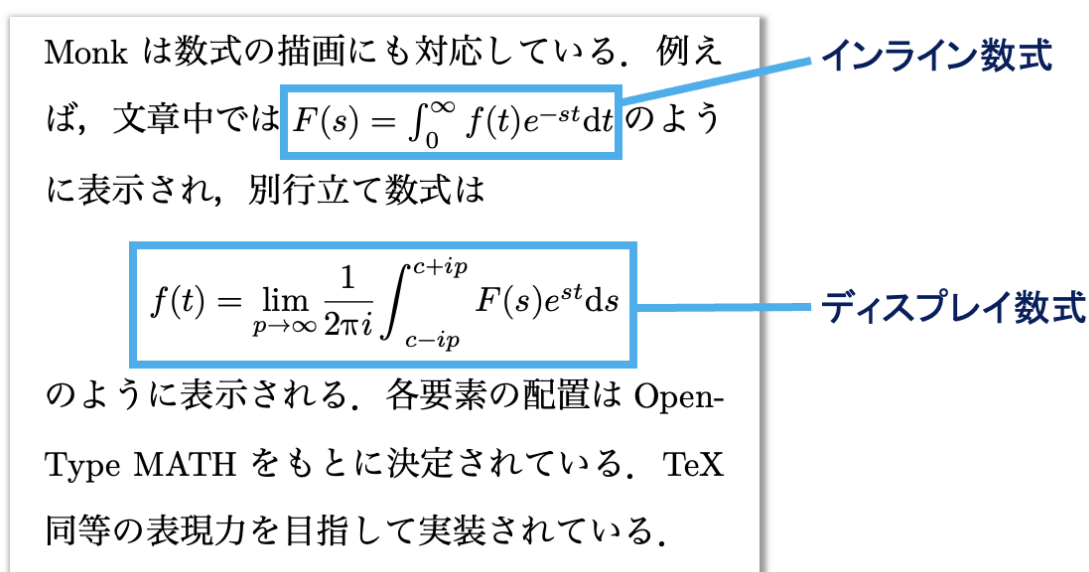 Monk は数式の描画にも対応している．例え
ば，文章中では F(s) = ∫₀^∞ f(t)e^{−st}dt のよう
に表示され，別行立て数式は
f(t) = lim_{p→∞} 1/(2πi) ∫_{c−ip}^{c+ip} F(s)e^{st}ds
のように表示される．各要素の配置は Open-
Type MATH をもとに決定されている．TeX
同等の表現力を目指して実装されている．
インライン数式
ディスプレイ数式